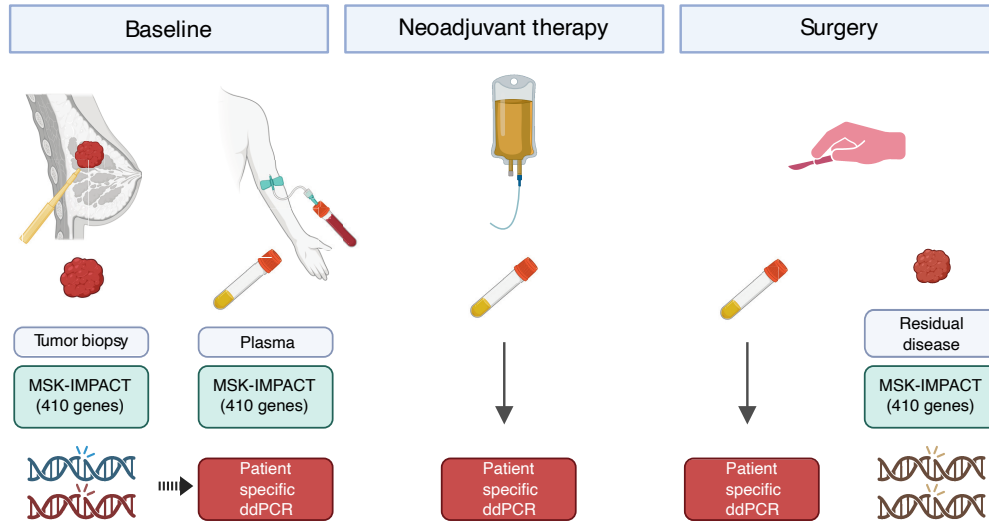 Baseline
Neoadjuvant therapy
Surgery
Tumor biopsy
Plasma
Residual
disease
MSK-IMPACT
(410 genes)
MSK-IMPACT
(410 genes)
MSK-IMPACT
(410 genes)
Patient
specific
ddPCR
Patient
specific
ddPCR
Patient
specific
ddPCR